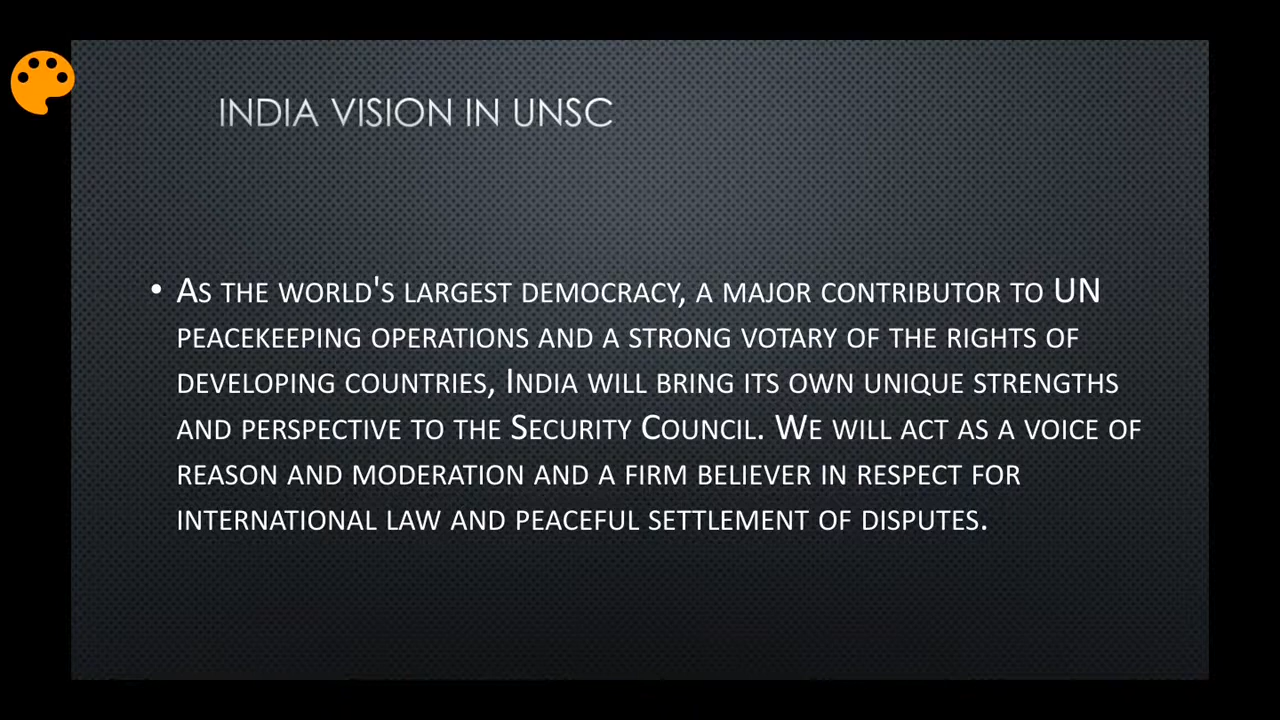 INDIA VISION IN UNSC
• As the world's largest democracy, a major contributor to UN
peacekeeping operations and a strong votary of the rights of
developing countries, India will bring its own unique strengths
and perspective to the Security Council. We will act as a voice of
reason and moderation and a firm believer in respect for
international law and peaceful settlement of disputes.